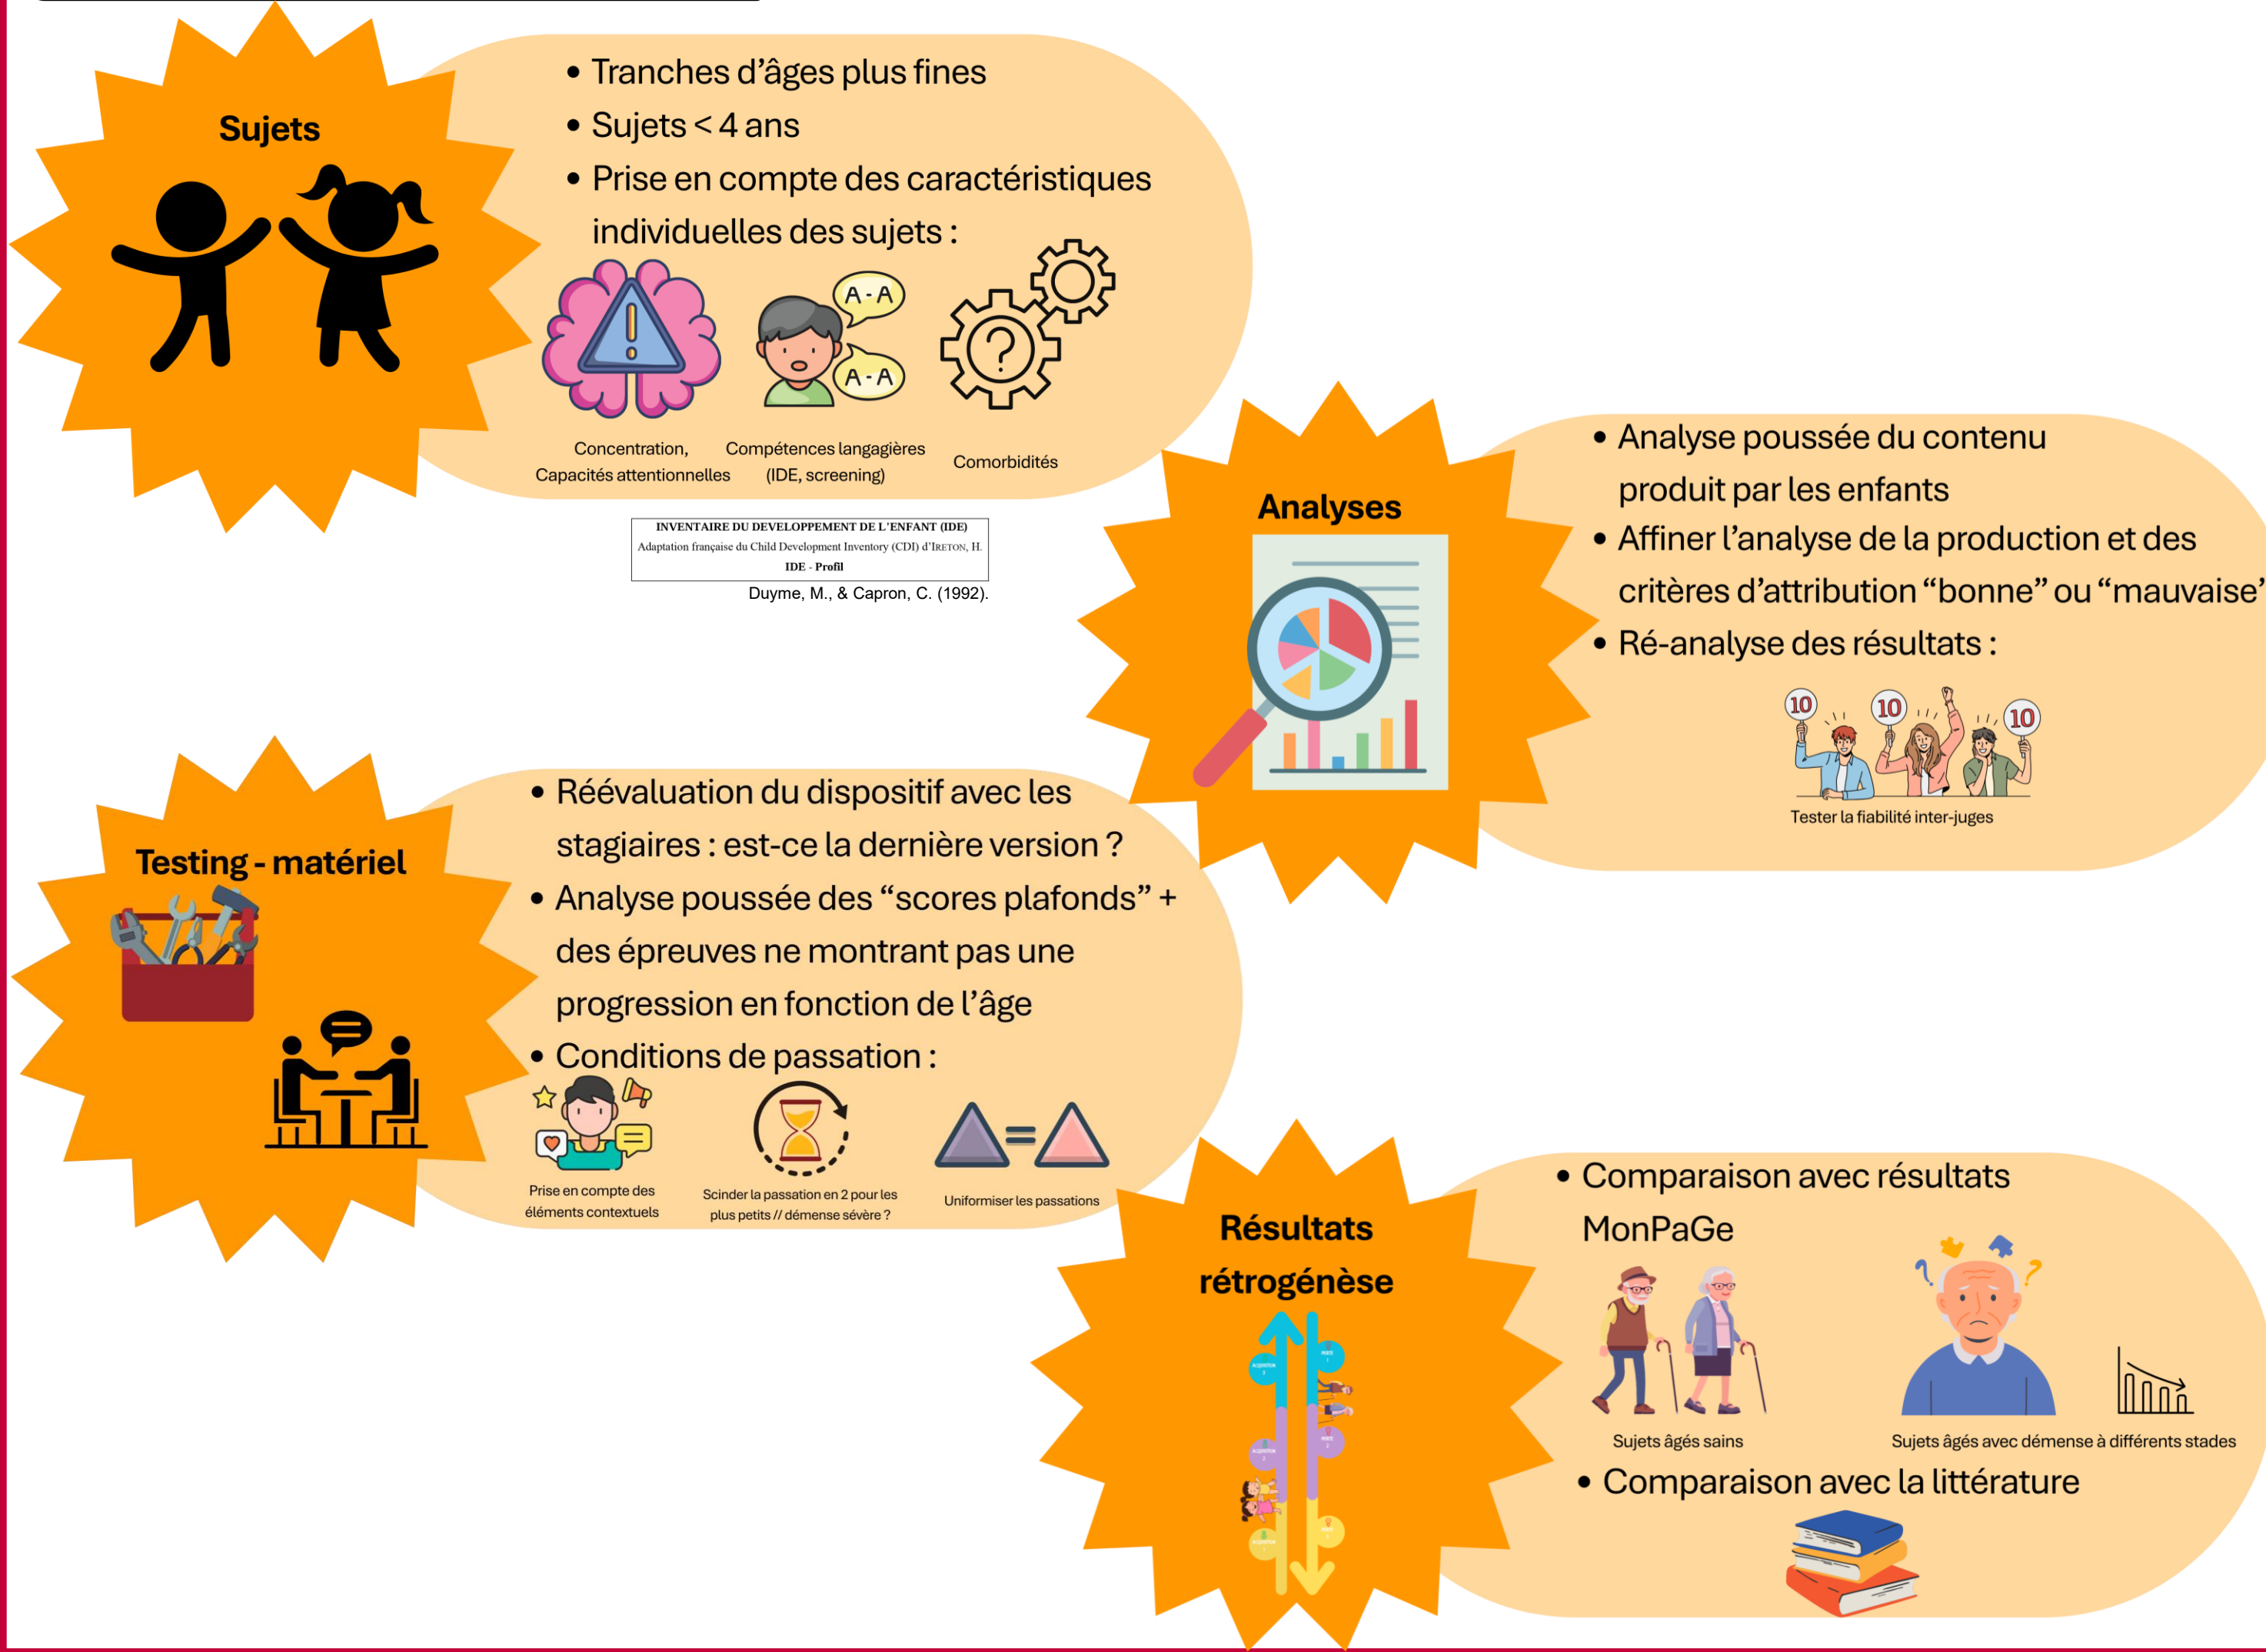 Sujets
• Tranches d’âges plus fines
• Sujets < 4 ans
• Prise en compte des caractéristiques
individuelles des sujets :
A - A
A - A
?
Concentration,
Capacités attentionnelles
Compétences langagières
(IDE, screening)
Comorbidités
INVENTAIRE DU DEVELOPPEMENT DE L'ENFANT (IDE)
Adaptation française du Child Development Inventory (CDI) d'IRETON, H.
IDE - Profil
Duyme, M., & Capron, C. (1992).
Analyses
• Analyse poussée du contenu
produit par les enfants
• Affiner l’analyse de la production et des
critères d’attribution “bonne” ou “mauvaise”
• Ré-analyse des résultats :
10
10
10
Tester la fiabilité inter-juges
Testing - matériel
• Réévaluation du dispositif avec les
stagiaires : est-ce la dernière version ?
• Analyse poussée des “scores plafonds” +
des épreuves ne montrant pas une
progression en fonction de l’âge
• Conditions de passation :
Prise en compte des
éléments contextuels
Scinder la passation en 2 pour les
plus petits // démense sévère ?
Uniformiser les passations
Résultats
rétrogénèse
• Comparaison avec résultats
MonPaGe
Sujets âgés sains
Sujets âgés avec démense à différents stades
• Comparaison avec la littérature